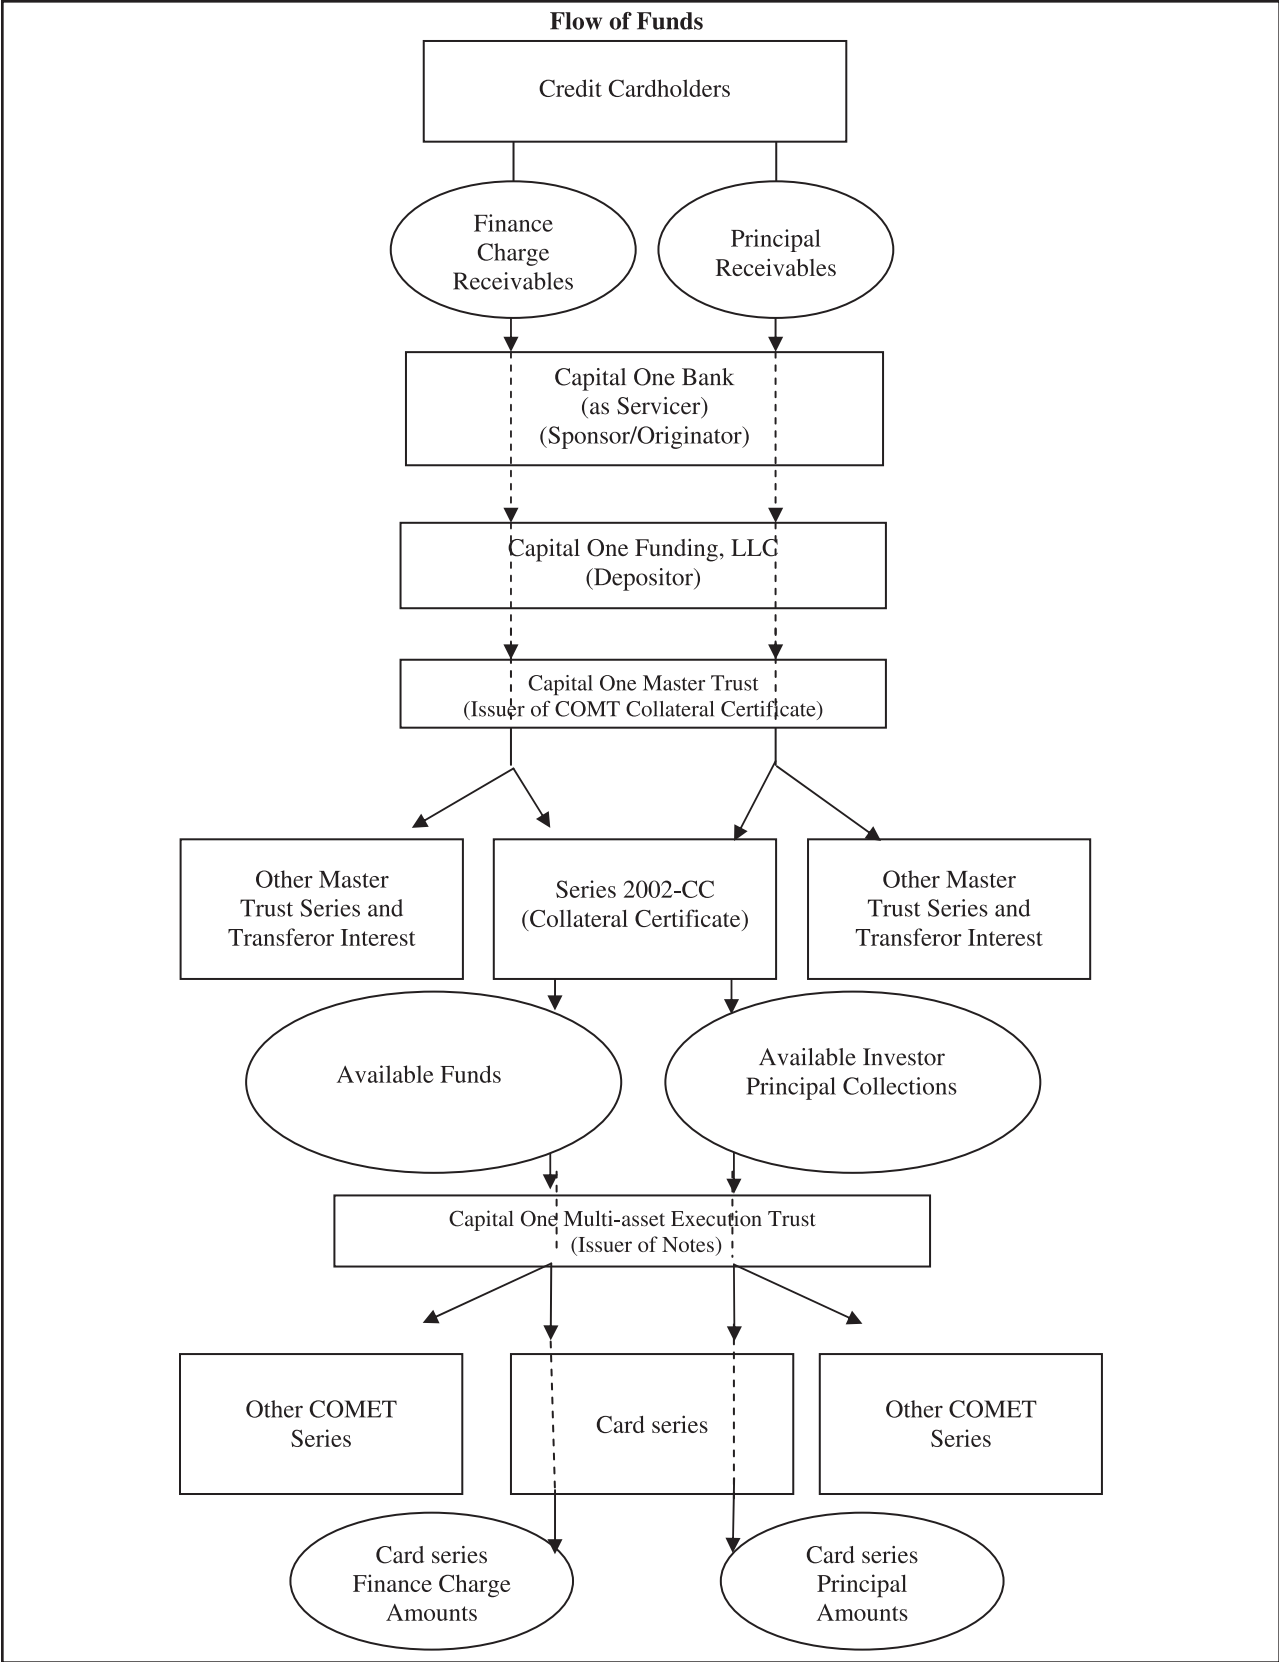 Flow of Funds
Credit Cardholders
Finance
Charge
Receivables
Principal
Receivables
Capital One Bank
(as Servicer)
(Sponsor/Originator)
Capital One Funding, LLC
(Depositor)
Capital One Master Trust
(Issuer of COMT Collateral Certificate)
Other Master
Trust Series and
Transferor Interest
Series 2002-CC
(Collateral Certificate)
Other Master
Trust Series and
Transferor Interest
Available Funds
Available Investor
Principal Collections
Capital One Multi-asset Execution Trust
(Issuer of Notes)
Other COMET
Series
Card series
Other COMET
Series
Card series
Finance Charge
Amounts
Card series
Principal
Amounts